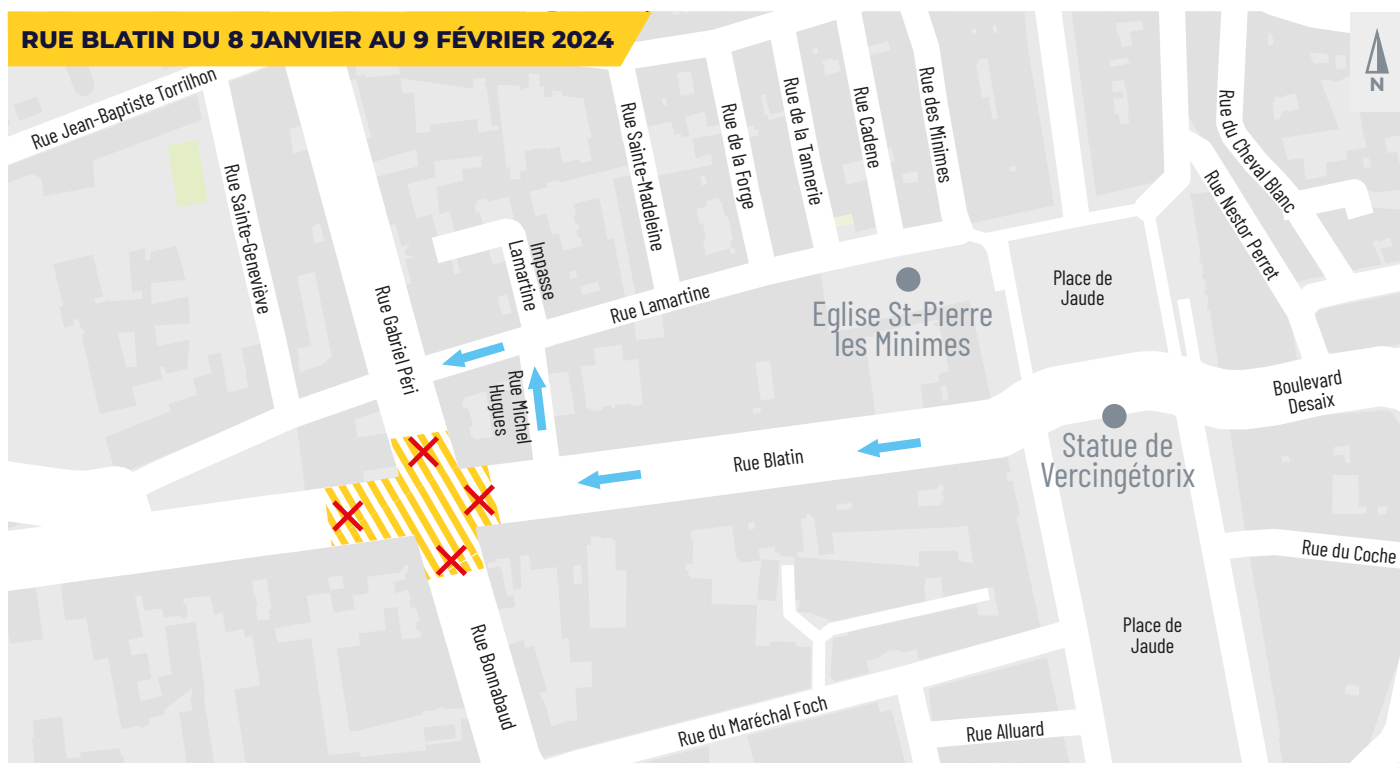 RUE BLATIN DU 8 JANVIER AU 9 FÉVRIER 2024
N
Rue Jean-Baptiste Torrilhon
Rue Sainte-Geneviève
Rue Gabriel Péri
Impasse
Lamartine
Rue Sainte-Madeleine
Rue de la Forge
Rue de la Tannerie
Rue Cadene
Rue des Minimes
Rue du Cheval Blanc
Rue Nestor Perret
Rue Lamartine
Eglise St-Pierre
les Minimes
Place de
Jaude
Rue Michel
Hugues
Rue Blatin
Boulevard
Desaix
Statue de
Vercingétorix
Rue du Coche
Rue Bonnabaud
Place de
Jaude
Rue du Maréchal Foch
Rue Alluard